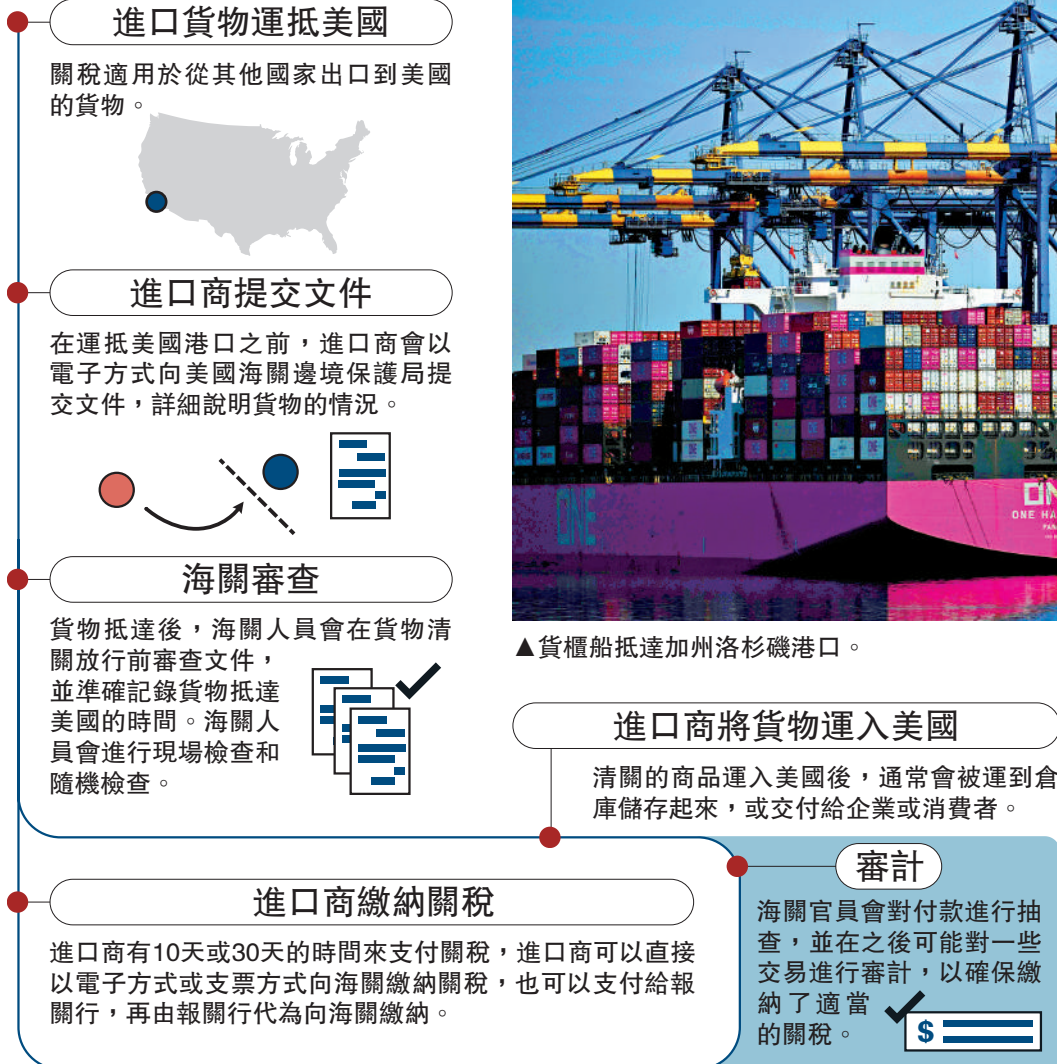 進口貨物運抵美國
關稅適用於從其他國家出口到美國
的貨物。
進口商提交文件
在運抵美國港口之前，進口商會以
電子方式向美國海關邊境保護局提
交文件，詳細說明貨物的情況。
海關審查
貨物抵達後，海關人員會在貨物清
關放行前審查文件，
並準確記錄貨物抵達
美國的時間。海關人
員會進行現場檢查和
隨機檢查。
ONE
ONE HA
▲貨櫃船抵達加州洛杉磯港口。
進口商將貨物運入美國
清關的商品運入美國後，通常會被運到倉
庫儲存起來，或交付給企業或消費者。
進口商繳納關稅
進口商有10天或30天的時間來支付關稅，進口商可以直接
以電子方式或支票方式向海關繳納關稅，也可以支付給報
關行，再由報關行代為向海關繳納。
審計
海關官員會對付款進行抽
查，並在之後可能對一些
交易進行審計，以確保繳
納了適當
的關稅。
$